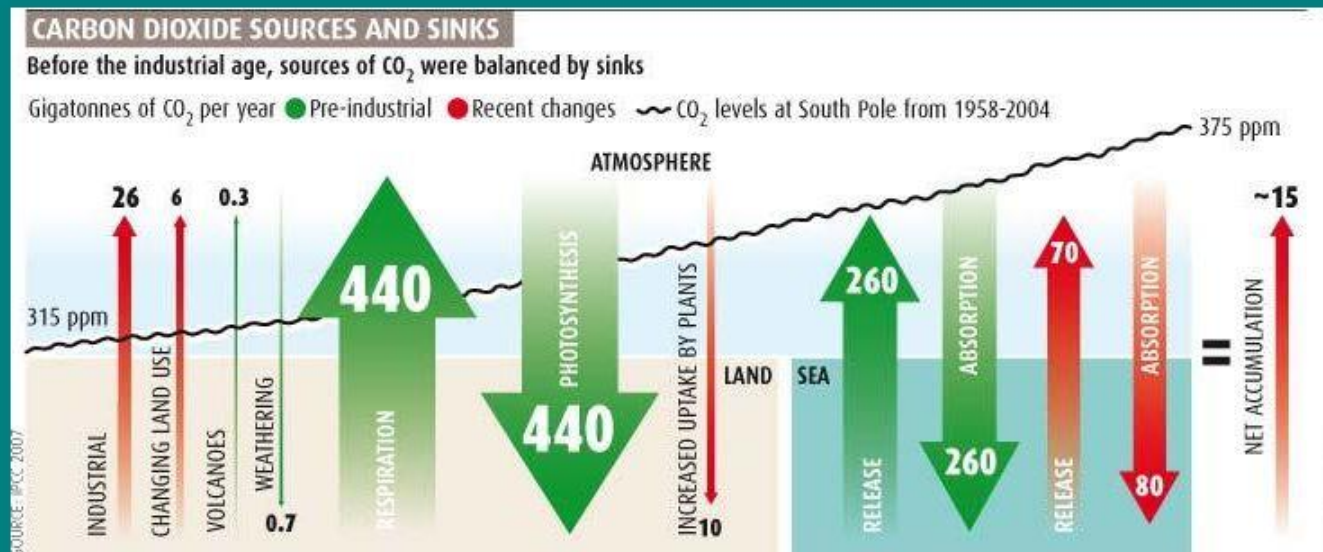 CARBON DIOXIDE SOURCES AND SINKS
Before the industrial age, sources of CO₂ were balanced by sinks
Gigatonnes of CO₂ per year Pre-industrial Recent changes CO₂ levels at South Pole from 1958-2004
375 ppm
ATMOSPHERE
26 6 0.3 ~15
440
260
70
315 ppm
INDUSTRIAL
CHANGING LAND USE
VOLCANOES
WEATHERING
0.7
RESPIRATION
PHOTOSYNTHESIS
440
INCREASED UPTAKE BY PLANTS
10
LAND SEA
RELEASE
ABSORPTION
260
RELEASE
ABSORPTION
80
=
NET ACCUMULATION
SOURCE: IPCC 2007